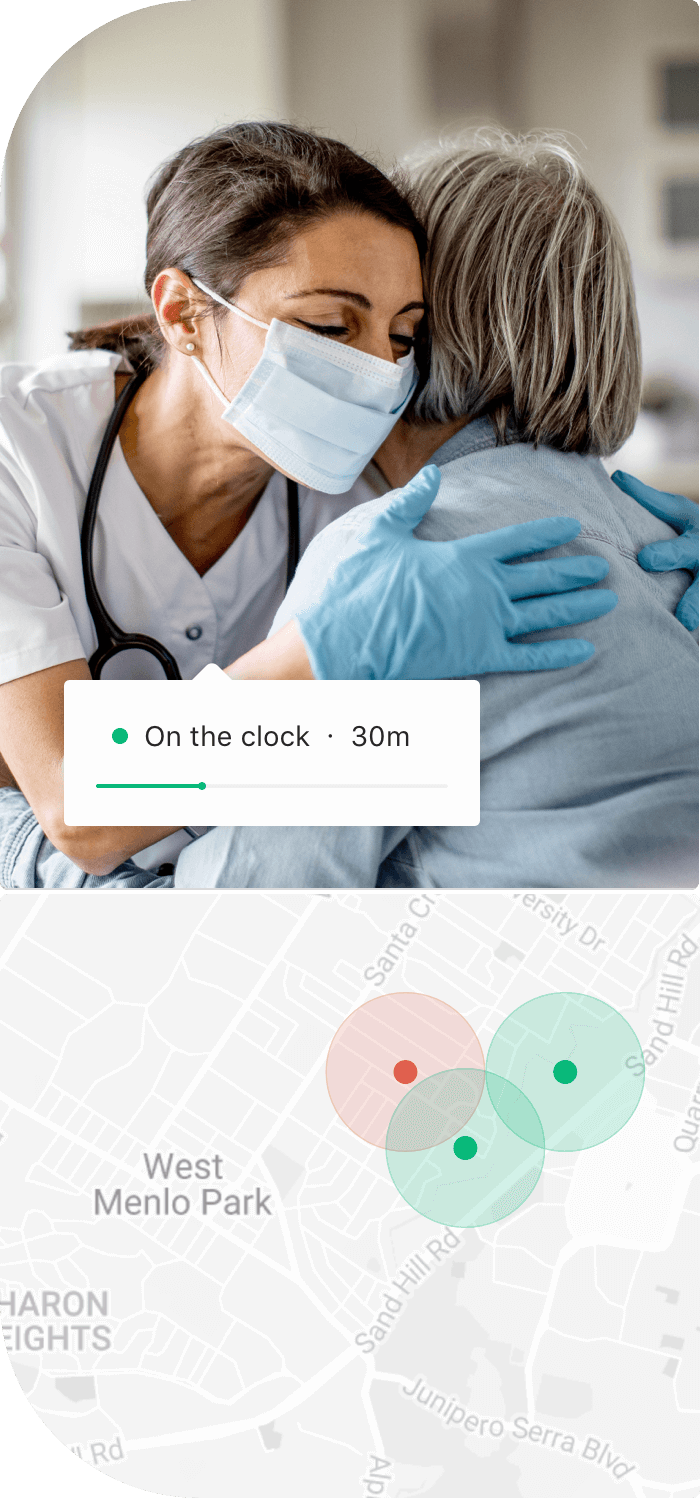 On the clock · 30m
Santa Cr
ersity Dr
Sand Hill Rd
Quarr
West
Menlo Park
Sand Hill Rd
HARON
EIGHTS
Junipero Serra Blvd
ll Rd
Alp